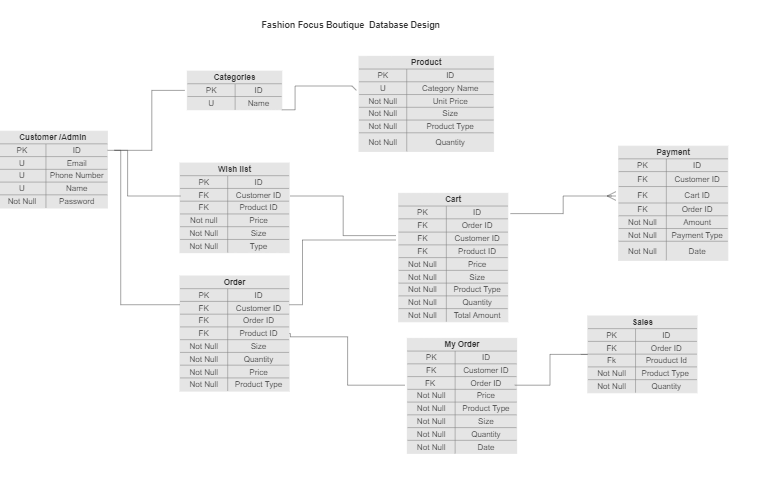 Fashion Focus Boutique Database Design
Product
PK ID
U Category Name
Not Null Unit Price
Not Null Size
Not Null Product Type
Not Null Quantity
Categories
PK ID
U Name
Customer /Admin
PK ID
U Email
U Phone Number
U Name
Not Null Password
Wish list
PK ID
FK Customer ID
FK Product ID
Not null Price
Not Null Size
Not Null Type
Cart
PK ID
FK Order ID
FK Customer ID
FK Product ID
Not Null Price
Not Null Size
Not Null Product Type
Not Null Quantity
Not Null Total Amount
Payment
PK ID
FK Customer ID
FK Cart ID
FK Order ID
Not Null Amount
Not Null Payment Type
Not Null Date
Order
PK ID
FK Customer ID
FK Order ID
FK Product ID
Not Null Size
Not Null Quantity
Not Null Price
Not Null Product Type
My Order
PK ID
FK Customer ID
FK Order ID
Not Null Price
Not Null Product Type
Not Null Size
Not Null Quantity
Not Null Date
Sales
PK ID
FK Order ID
Fk Prouduct Id
Not Null Product Type
Not Null Quantity